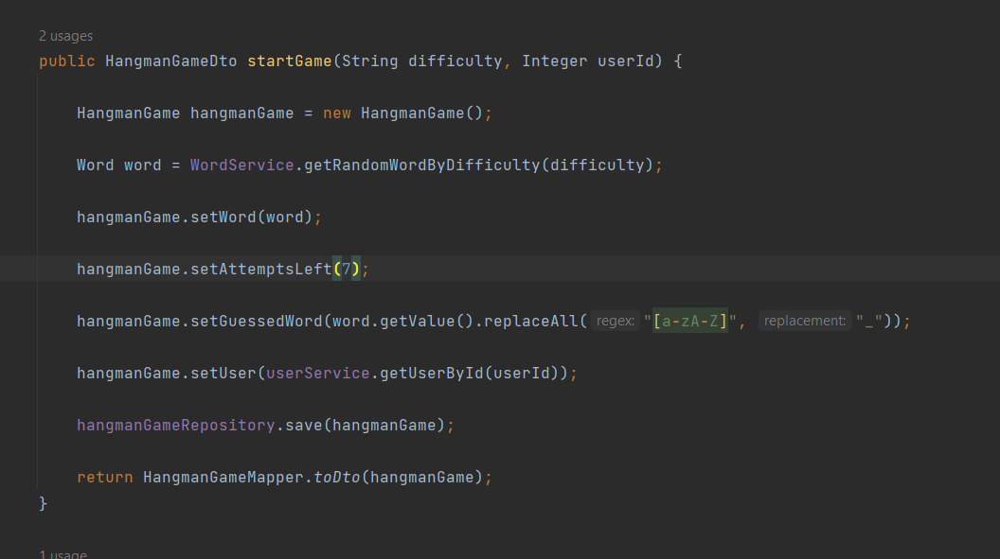 2 usages
public HangmanGameDto startGame(String difficulty, Integer userId) {
HangmanGame hangmanGame = new HangmanGame();
Word word = WordService.getRandomWordByDifficulty(difficulty);
hangmanGame.setWord(word);
hangmanGame.setAttemptsLeft(7);
hangmanGame.setGuessedWord(word.getValue().replaceAll( regex: "[a-zA-Z]", replacement: "_"));
hangmanGame.setUser(userService.getUserById(userId));
hangmanGameRepository.save(hangmanGame);
return HangmanGameMapper.toDto(hangmanGame);
}
1 usage